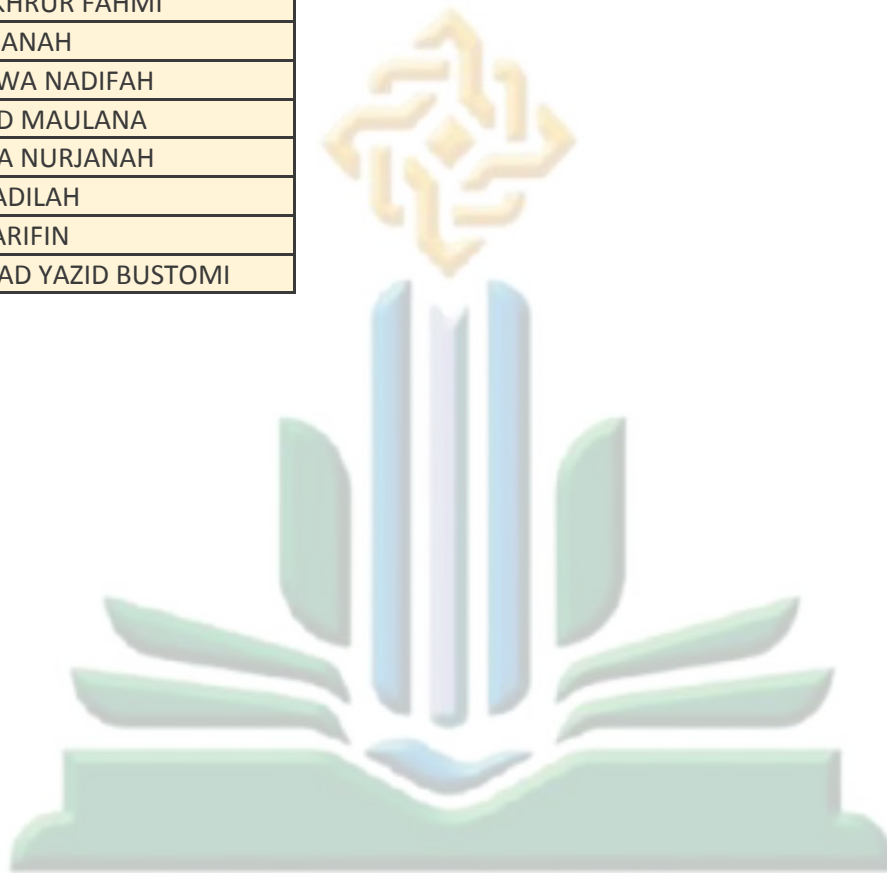 KHRUR FAHMI
ANAH
WA NADIFAH
D MAULANA
A NURJANAH
ADILAH
ARIFIN
AD YAZID BUSTOMI